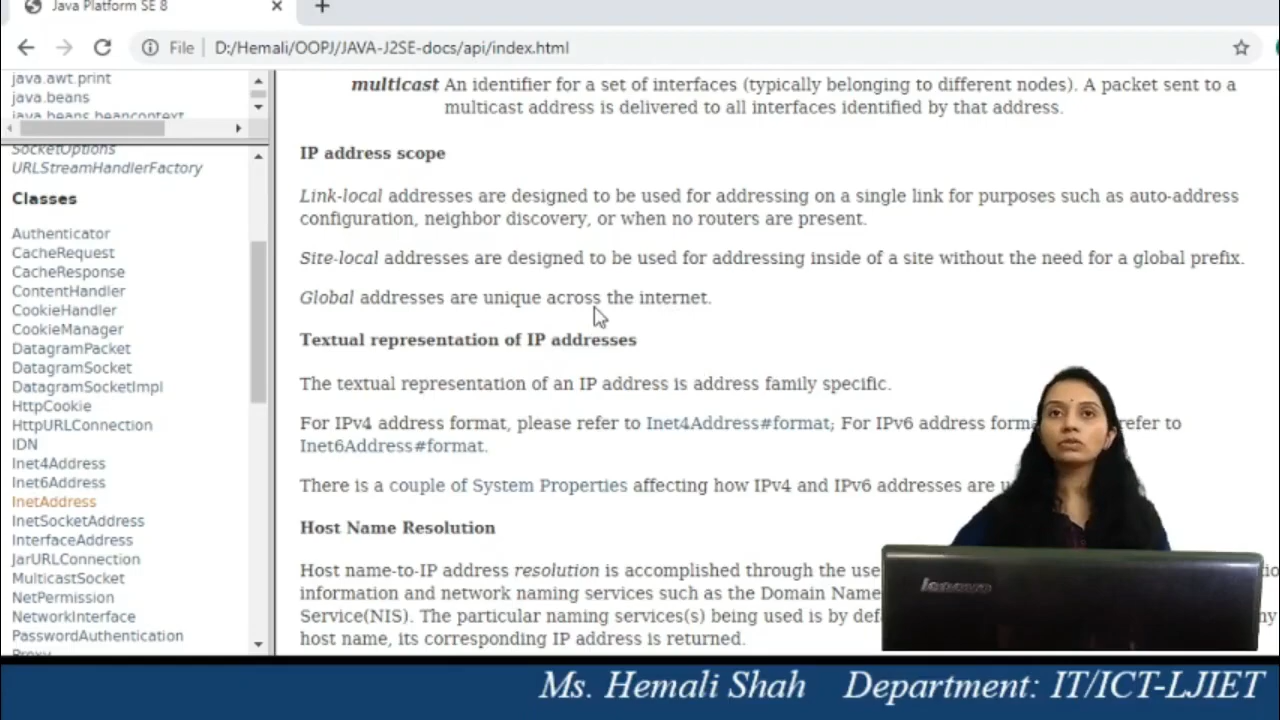 Java Platform SE 8
File D:/Hemali/OOPJ/JAVA-J2SE-docs/api/index.html
java.awt.print
java.beans
java.beans.beancontext
SocketOptions
URLStreamHandlerFactory
Classes
Authenticator
CacheRequest
CacheResponse
ContentHandler
CookieHandler
CookieManager
DatagramPacket
DatagramSocket
DatagramSocketImpl
HttpCookie
HttpURLConnection
IDN
Inet4Address
Inet6Address
InetAddress
InetSocketAddress
InterfaceAddress
JarURLConnection
MulticastSocket
NetPermission
NetworkInterface
PasswordAuthentication
Proxy
multicast An identifier for a set of interfaces (typically belonging to different nodes). A packet sent to a
multicast address is delivered to all interfaces identified by that address.
IP address scope
Link-local addresses are designed to be used for addressing on a single link for purposes such as auto-address
configuration, neighbor discovery, or when no routers are present.
Site-local addresses are designed to be used for addressing inside of a site without the need for a global prefix.
Global addresses are unique across the internet.
Textual representation of IP addresses
The textual representation of an IP address is address family specific.
For IPv4 address format, please refer to Inet4Address#format; For IPv6 address refer to
Inet6Address#format.
There is a couple of System Properties affecting how IPv4 and IPv6 addresses are
Host Name Resolution
Host name-to-IP address resolution is accomplished through the use
information and network naming services such as the Domain Name
Service(NIS). The particular naming services(s) being used is by
host name, its corresponding IP address is returned.
lenovo
Ms. Hemali Shah Department: IT/ICT-LJIET